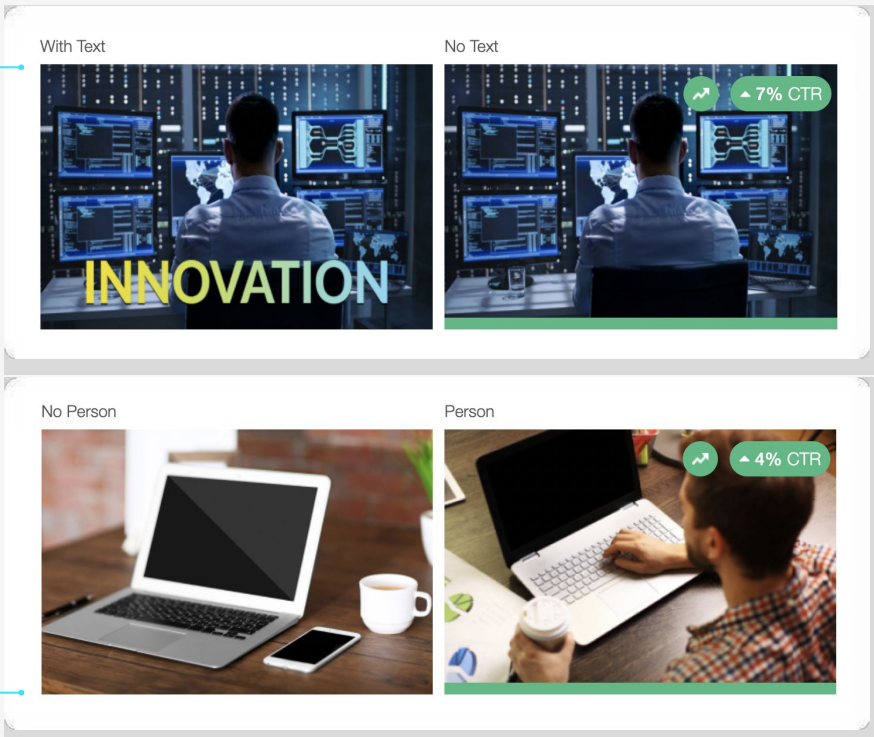 With Text
No Text
7% CTR
INNOVATION
No Person
Person
4% CTR